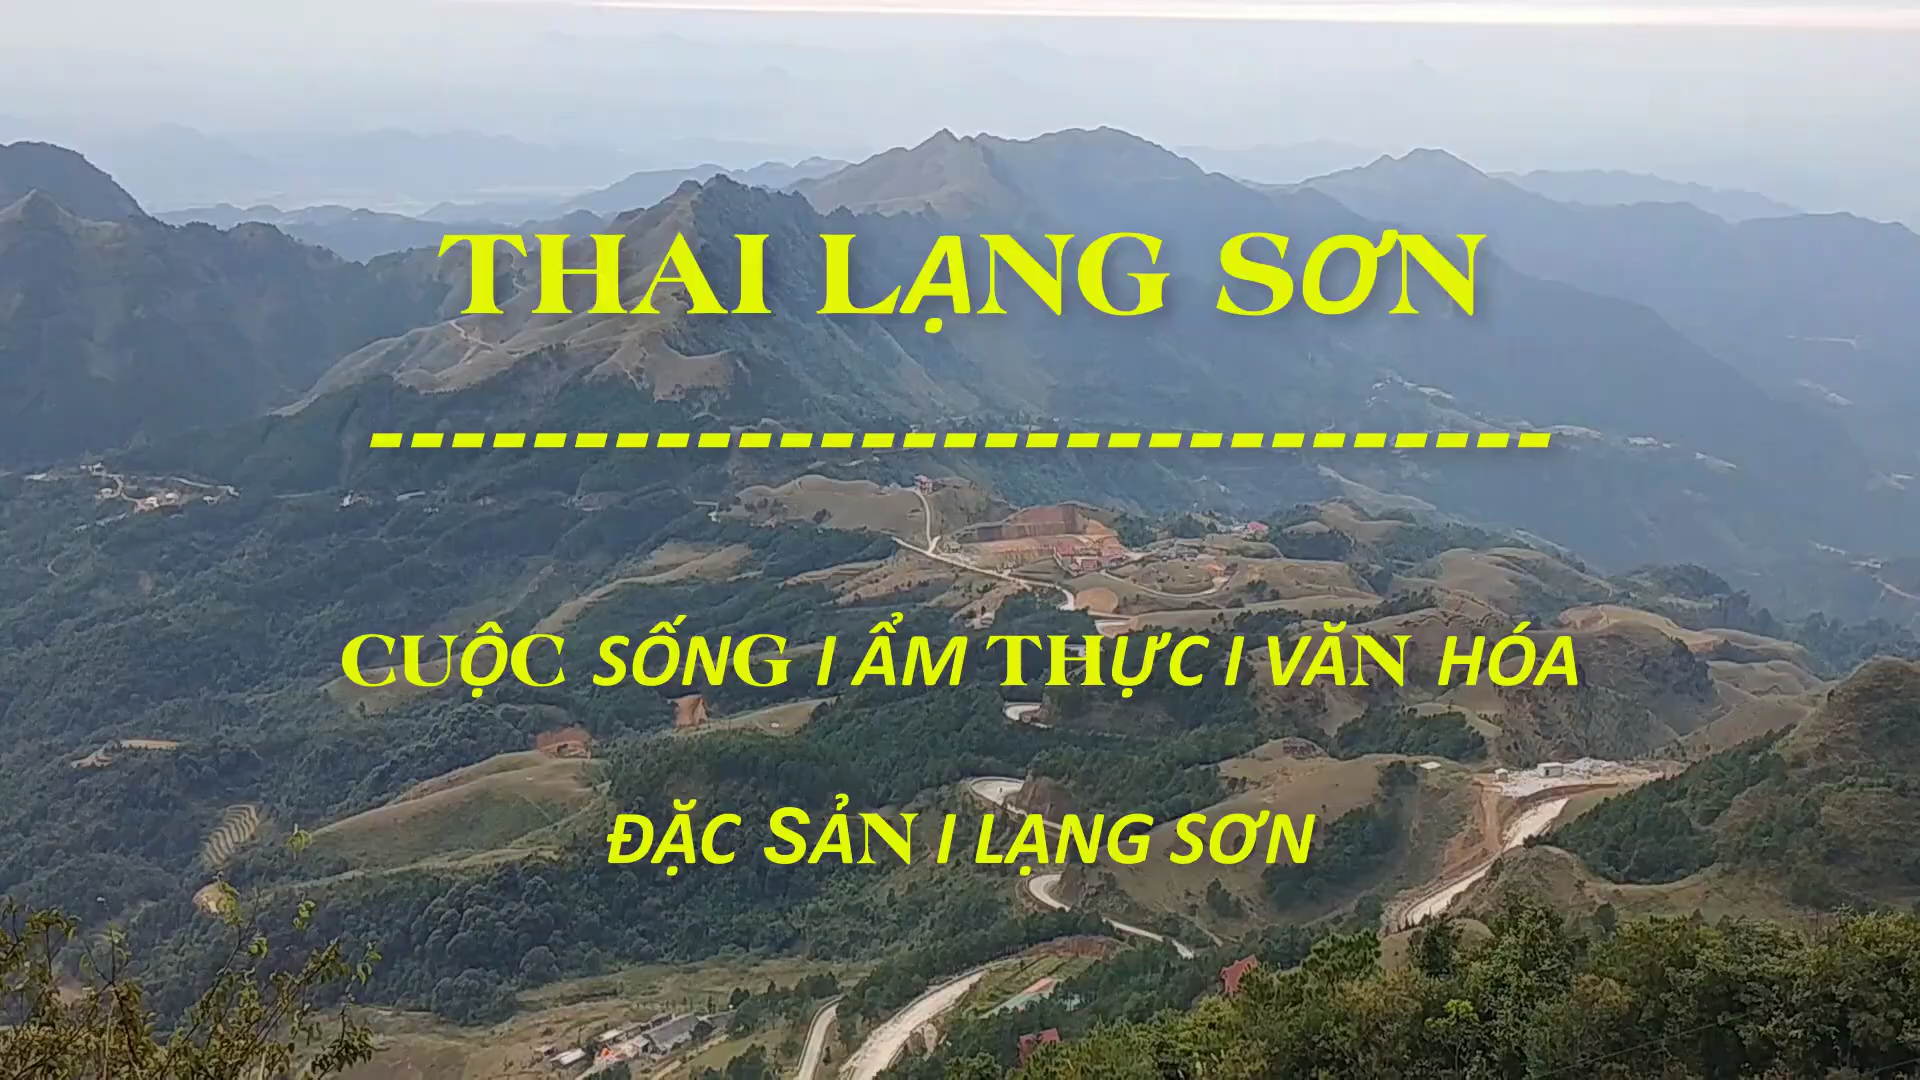 THAI LẠNG SƠN
-----------------------------
CUỘC SỐNG I ẨM THỰC I VĂN HÓA
ĐẶC SẢN I LẠNG SƠN